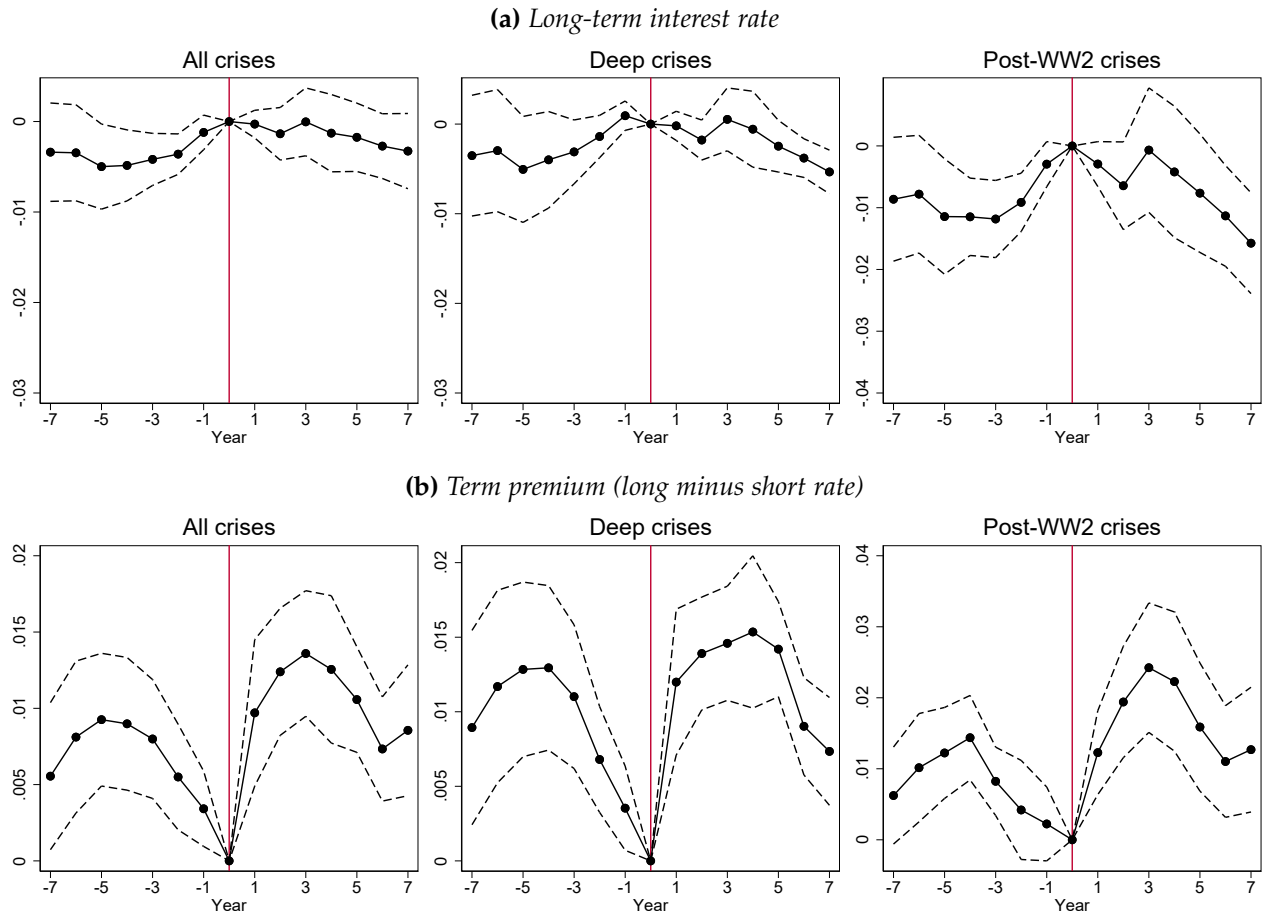 (a) Long-term interest rate
All crises
0
-.01
-.02
-.03
-7 -5 -3 -1 1 3 5 7
Year
Deep crises
0
-.01
-.02
-.03
-7 -5 -3 -1 1 3 5 7
Year
Post-WW2 crises
0
-.01
-.02
-.03
-.04
-7 -5 -3 -1 1 3 5 7
Year
(b) Term premium (long minus short rate)
All crises
.02
.015
.01
.005
0
-7 -5 -3 -1 1 3 5 7
Year
Deep crises
.02
.015
.01
.005
0
-7 -5 -3 -1 1 3 5 7
Year
Post-WW2 crises
.04
.03
.02
.01
0
-7 -5 -3 -1 1 3 5 7
Year